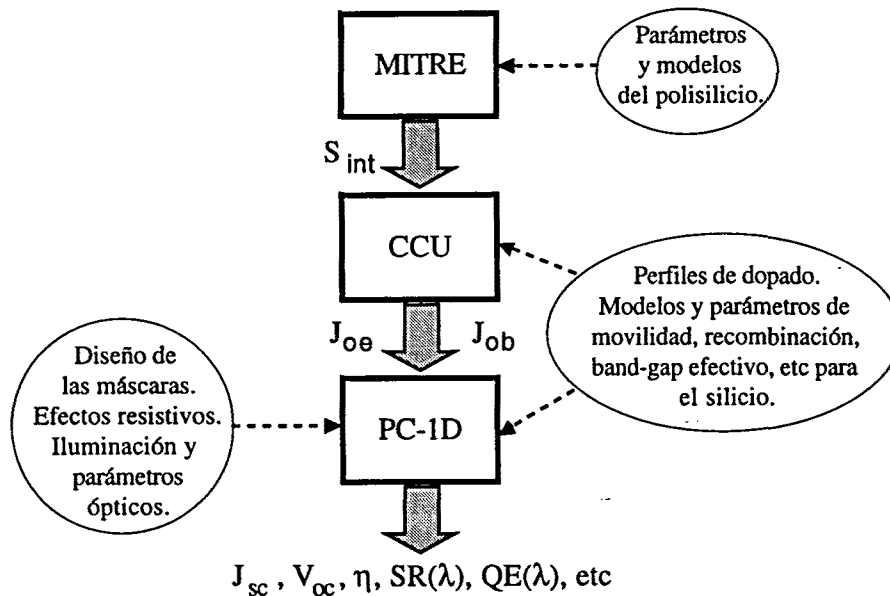 MITRE
Parámetros
y modelos
del polisilicio.
S int
CCU
Perfiles de dopado.
Modelos y parámetros de
movilidad, recombinación,
band-gap efectivo, etc para
el silicio.
J oe J ob
Diseño de
las máscaras.
Efectos resistivos.
Iluminación y
parámetros
ópticos.
PC-1D
J sc , V oc , η, SR(λ), QE(λ), etc